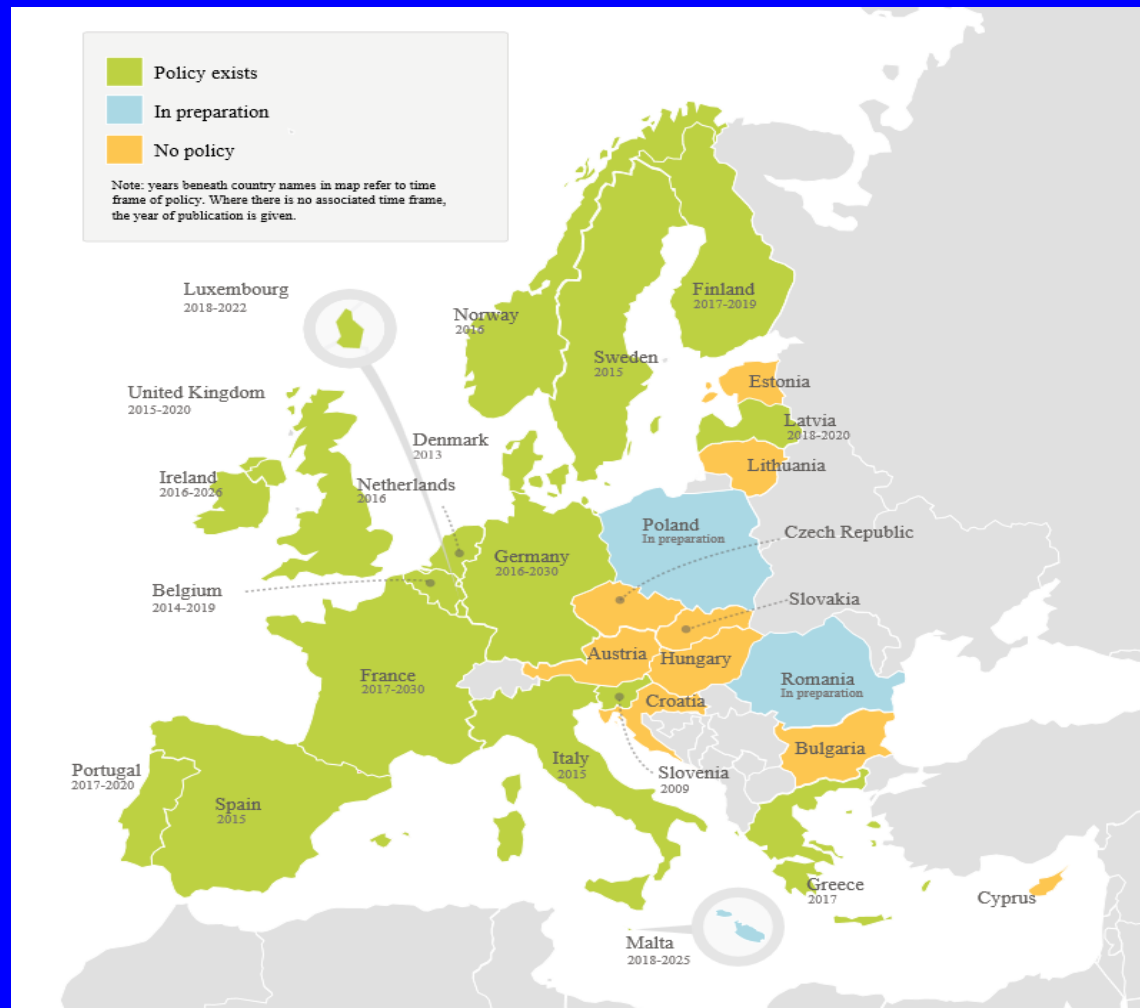 Policy exists
In preparation
No policy
Note: years beneath country names in map refer to time
frame of policy. Where there is no associated time frame,
the year of publication is given.
Luxembourg
2018-2022
Finland
2017-2019
Norway
2016
Sweden
2015
Estonia
United Kingdom
2015-2020
Latvia
2018-2020
Denmark
2013
Lithuania
Ireland
2016-2026
Netherlands
2016
Poland
In preparation
Czech Republic
Germany
2016-2030
Belgium
2014-2019
Slovakia
Austria
Hungary
France
2017-2030
Romania
In preparation
Croatia
Bulgaria
Italy
2015
Slovenia
2009
Portugal
2017-2020
Spain
2015
Greece
2017
Cyprus
Malta
2018-2025